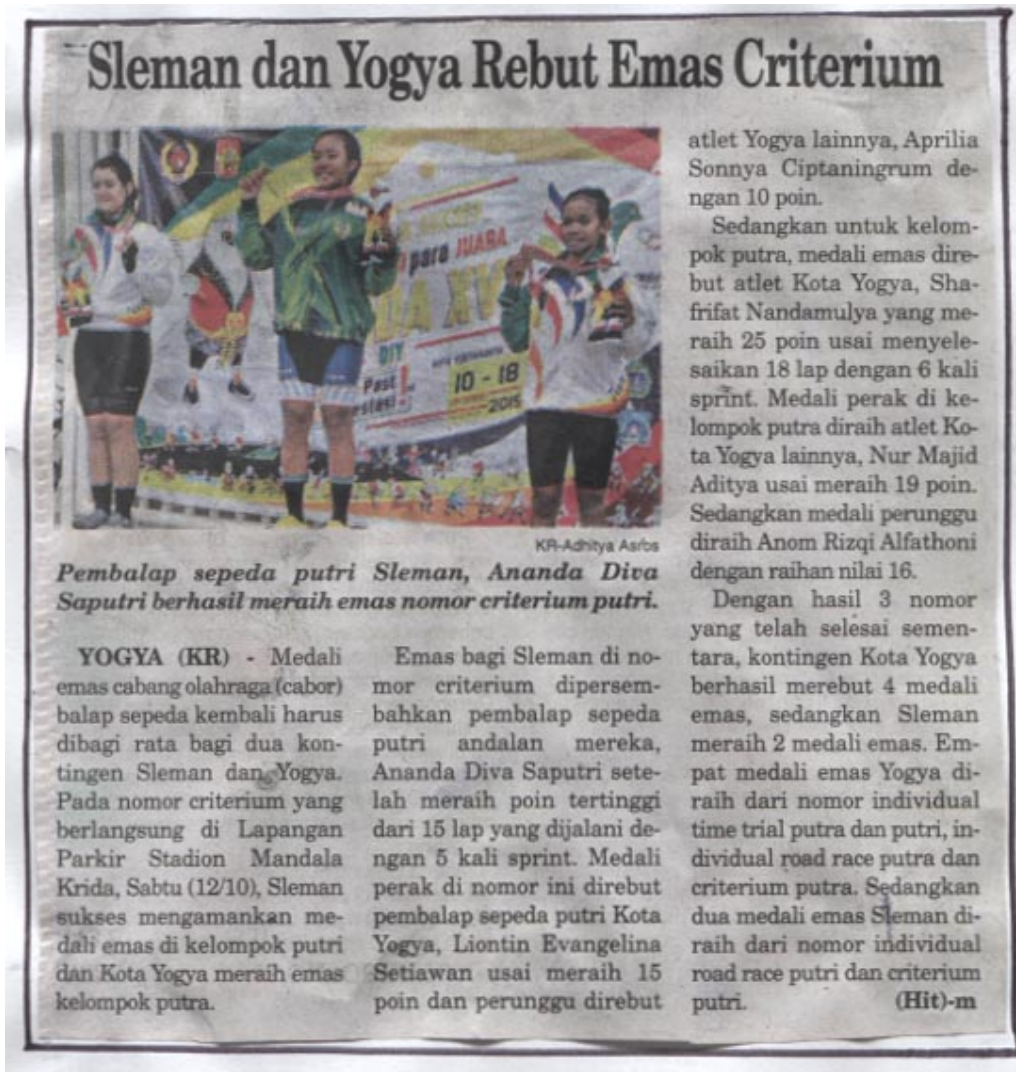 Sleman dan Yogya Rebut Emas Criterium
para JUARA
DIY
Past
10 - 18
2015
KR-Adhitya Asros
Pembalap sepeda putri Sleman, Ananda Diva
Saputri berhasil meraih emas nomor criterium putri.
YOGYA (KR) - Medali
emas cabang olahraga (cabor)
balap sepeda kembali harus
dibagi rata bagi dua kon-
tingen Sleman dan Yogya.
Pada nomor criterium yang
berlangsung di Lapangan
Parkir Stadion Mandala
Krida, Sabtu (12/10), Sleman
sukses mengamankan me-
dali emas di kelompok putri
dan Kota Yogya meraih emas
kelompok putra.
Emas bagi Sleman di no-
mor criterium dipersem-
bahkan pembalap sepeda
putri andalan mereka,
Ananda Diva Saputri sete-
lah meraih poin tertinggi
dari 15 lap yang dijalani de-
ngan 5 kali sprint. Medali
perak di nomor ini direbut
pembalap sepeda putri Kota
Yogya, Liontin Evangelina
Setiawan usai meraih 15
poin dan perunggu direbut
atlet Yogya lainnya, Aprilia
Sonnya Ciptaningrum de-
ngan 10 poin.
Sedangkan untuk kelom-
pok putra, medali emas dire-
but atlet Kota Yogya, Sha-
frifat Nandamulya yang me-
raih 25 poin usai menyele-
saikan 18 lap dengan 6 kali
sprint. Medali perak di ke-
lompok putra diraih atlet Ko-
ta Yogya lainnya, Nur Majid
Aditya usai meraih 19 poin.
Sedangkan medali perunggu
diraih Anom Rizqi Alfathoni
dengan raihan nilai 16.
Dengan hasil 3 nomor
yang telah selesai semen-
tara, kontingen Kota Yogya
berhasil merebut 4 medali
emas, sedangkan Sleman
meraih 2 medali emas. Em-
pat medali emas Yogya di-
raih dari nomor individual
time trial putra dan putri, in-
dividual road race putra dan
criterium putra. Sedangkan
dua medali emas Sleman di-
raih dari nomor individual
road race putri dan criterium
putri. (Hit)-m